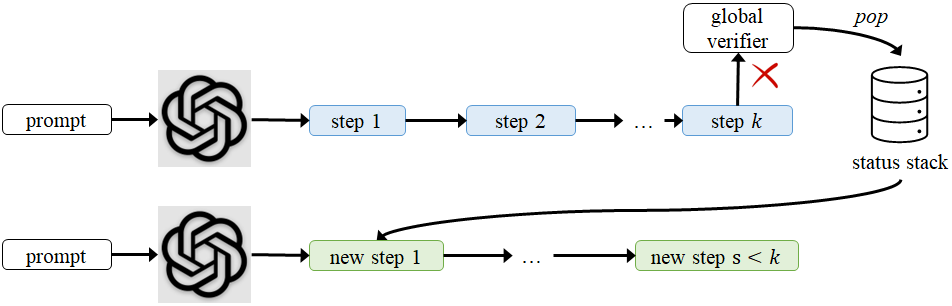 global
verifier
pop
prompt
step 1
step 2
...
step k
status stack
prompt
new step 1
...
new step s < k